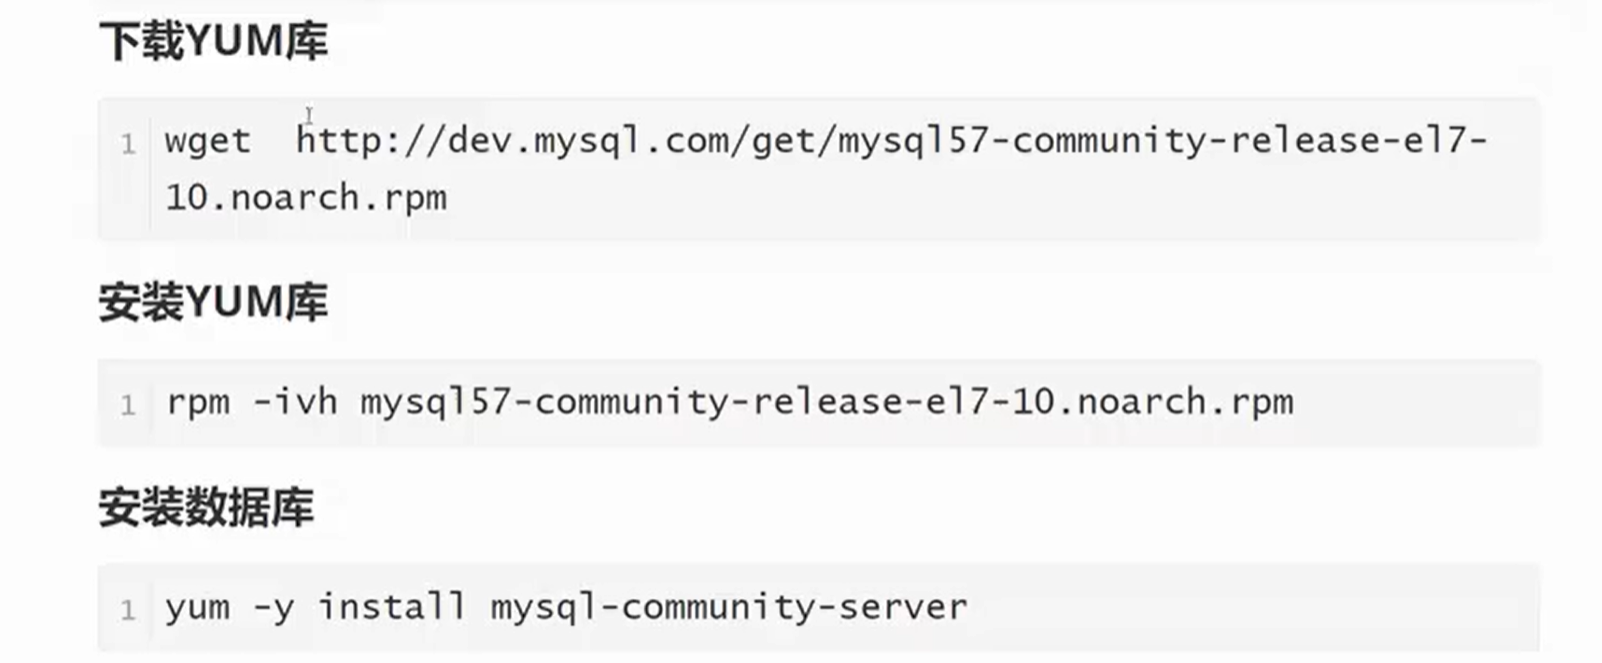 下载YUM库
1 wget  http://dev.mysql.com/get/mysql57-community-release-el7-
10.noarch.rpm
安装YUM库
1 rpm -ivh mysql57-community-release-el7-10.noarch.rpm
安装数据库
1 yum -y install mysql-community-server